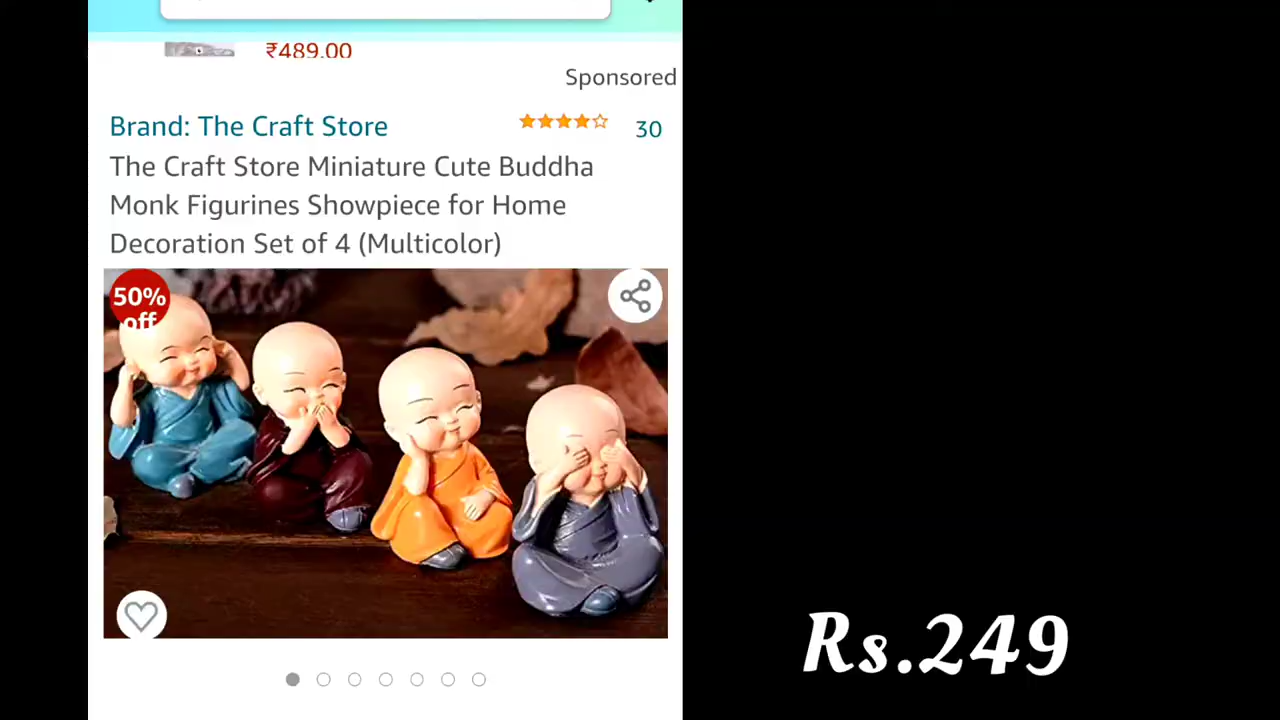 ₹489.00
Sponsored
Brand: The Craft Store
30
The Craft Store Miniature Cute Buddha
Monk Figurines Showpiece for Home
Decoration Set of 4 (Multicolor)
50%
off
Rs.249